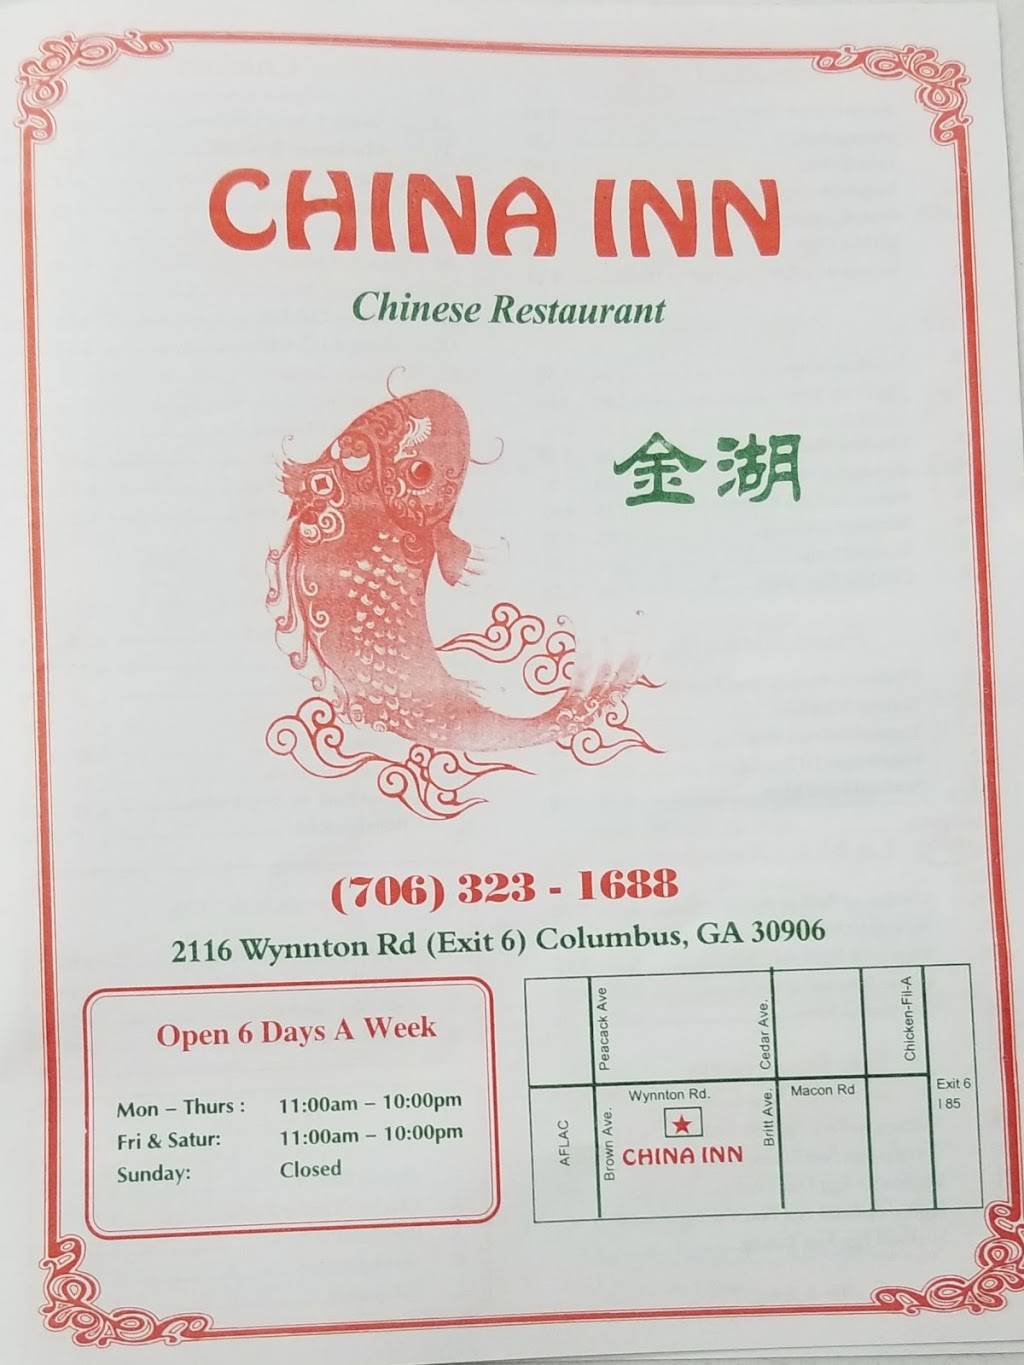 CHINA INN
Chinese Restaurant
金湖
(706) 323 - 1688
2116 Wynnton Rd (Exit 6) Columbus, GA 30906
Open 6 Days A Week
Mon – Thurs : 11:00am – 10:00pm
Fri & Satur: 11:00am – 10:00pm
Sunday: Closed
Peacack Ave
Cedar Ave.
Chicken-Fil-A
Wynnton Rd.
Macon Rd
Exit 6
I 85
AFLAC
Brown Ave.
Britt Ave.
CHINA INN